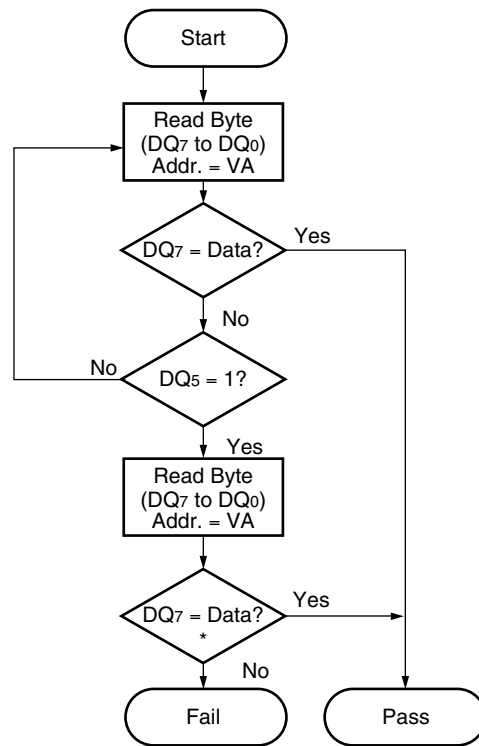 Start
Read Byte
(DQ7 to DQ0)
Addr. = VA
DQ7 = Data?
Yes
No
DQ5 = 1?
No
Yes
Read Byte
(DQ7 to DQ0)
Addr. = VA
DQ7 = Data?
*
Yes
No
Fail
Pass